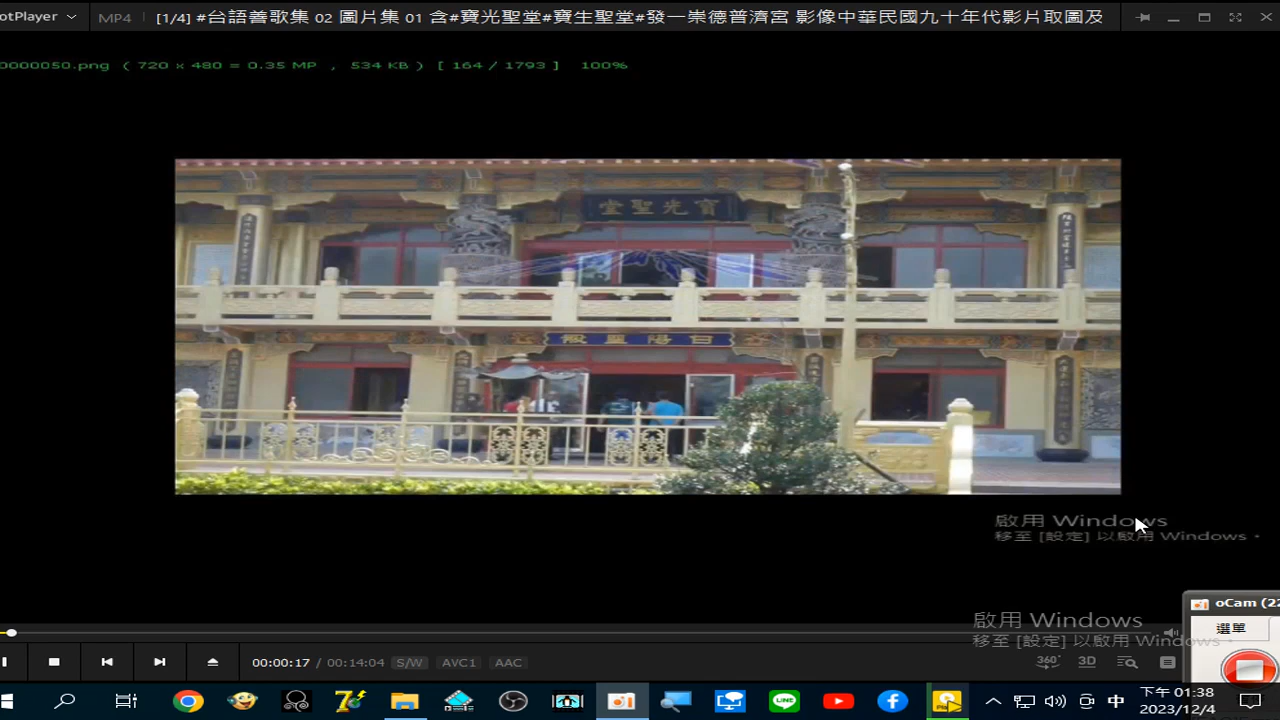 otPlayer MP4 [1/4] #台語善歌集 02 圖片集 01 含#寶光聖堂#寶生聖堂#發一崇德普濟宮 影像中華民國九十年代影片取圖及
0000050.png ( 720 x 480 = 0.35 MP , 534 KB ) [ 164 / 1793 ] 100%
寶光聖堂
白陽聖殿
啟用 Windows
移至 [設定] 以啟用 Windows。
oCam (22
啟用 Windows
移至 [設定] 以啟用 Windows。
選單
00:00:17 / 00:14:04 S/W AVC1 AAC
360° 3D
中
下午 01:38
2023/12/4